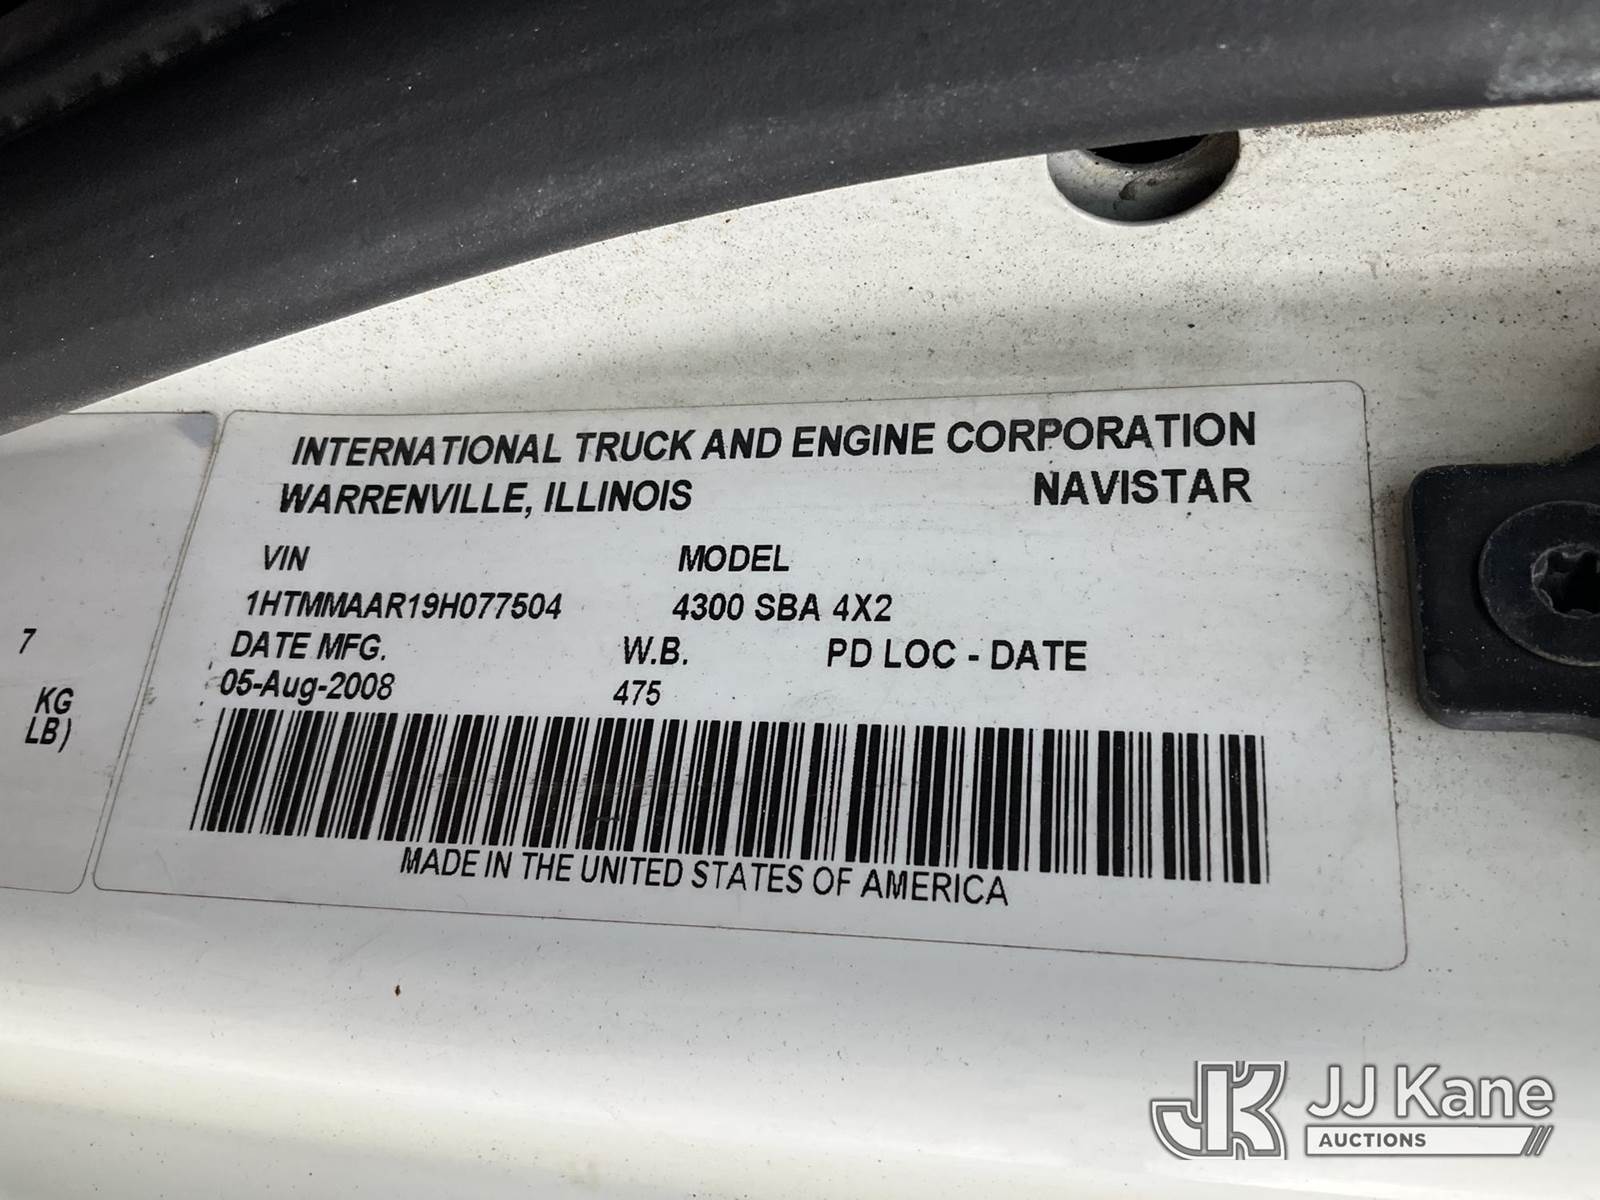 INTERNATIONAL TRUCK AND ENGINE CORPORATION
WARRENVILLE, ILLINOIS NAVISTAR
VIN MODEL
1HTMMAAR19H077504 4300 SBA 4X2
DATE MFG. W.B. PD LOC - DATE
05-Aug-2008 475
MADE IN THE UNITED STATES OF AMERICA
7
KG
LB)
JK JJ Kane
AUCTIONS